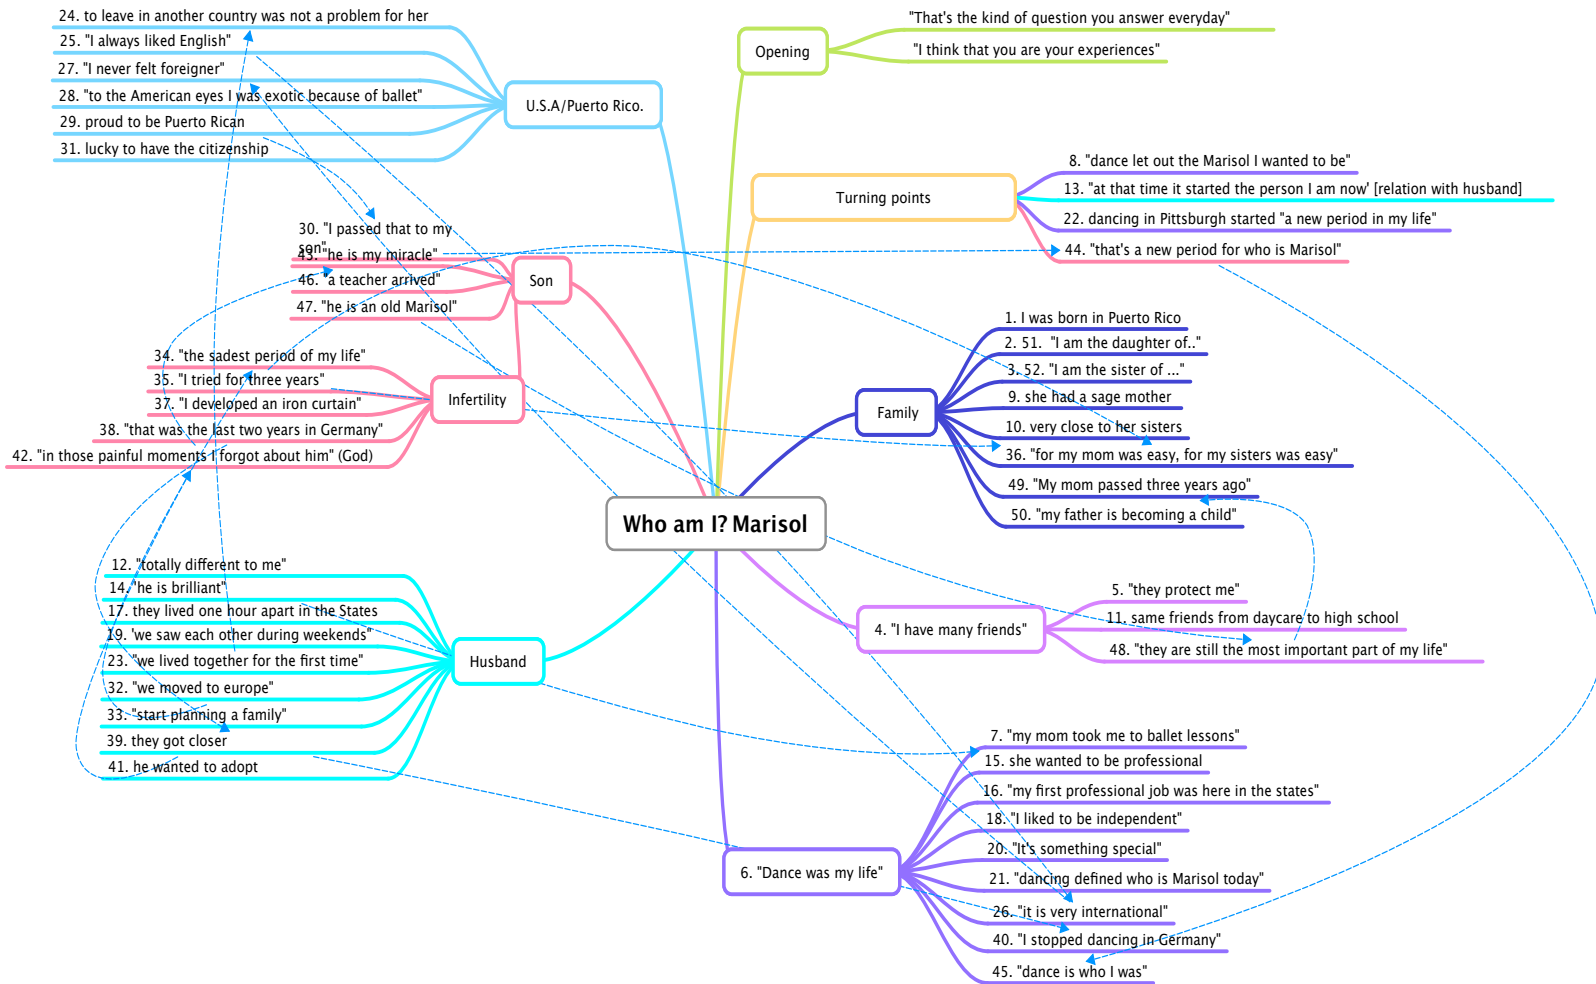 24. to leave in another country was not a problem for her
25. "I always liked English"
27. "I never felt foreigner"
28. "to the American eyes I was exotic because of ballet"
29. proud to be Puerto Rican
31. lucky to have the citizenship
U.S.A/Puerto Rico.
Opening
"That's the kind of question you answer everyday"
"I think that you are your experiences"
Turning points
8. "dance let out the Marisol I wanted to be"
13. "at that time it started the person I am now' [relation with husband]
22. dancing in Pittsburgh started "a new period in my life"
44. "that's a new period for who is Marisol"
30. "I passed that to my
son"
43. "he is my miracle"
46. "a teacher arrived"
47. "he is an old Marisol"
Son
34. "the sadest period of my life"
35. "I tried for three years"
37. "I developed an iron curtain"
38. "that was the last two years in Germany"
42. "in those painful moments I forgot about him" (God)
Infertility
Family
1. I was born in Puerto Rico
2. 51. "I am the daughter of.."
3. 52. "I am the sister of ..."
9. she had a sage mother
10. very close to her sisters
36. "for my mom was easy, for my sisters was easy"
49. "My mom passed three years ago"
50. "my father is becoming a child"
Who am I? Marisol
12. "totally different to me"
14. "he is brilliant"
17. they lived one hour apart in the States
19. 'we saw each other during weekends"
23. "we lived together for the first time"
32. "we moved to europe"
33. "start planning a family"
39. they got closer
41. he wanted to adopt
Husband
4. "I have many friends"
5. "they protect me"
11. same friends from daycare to high school
48. "they are still the most important part of my life"
6. "Dance was my life"
7. "my mom took me to ballet lessons"
15. she wanted to be professional
16. "my first professional job was here in the states"
18. "I liked to be independent"
20. "It's something special"
21. "dancing defined who is Marisol today"
26. "it is very international"
40. "I stopped dancing in Germany"
45. "dance is who I was"